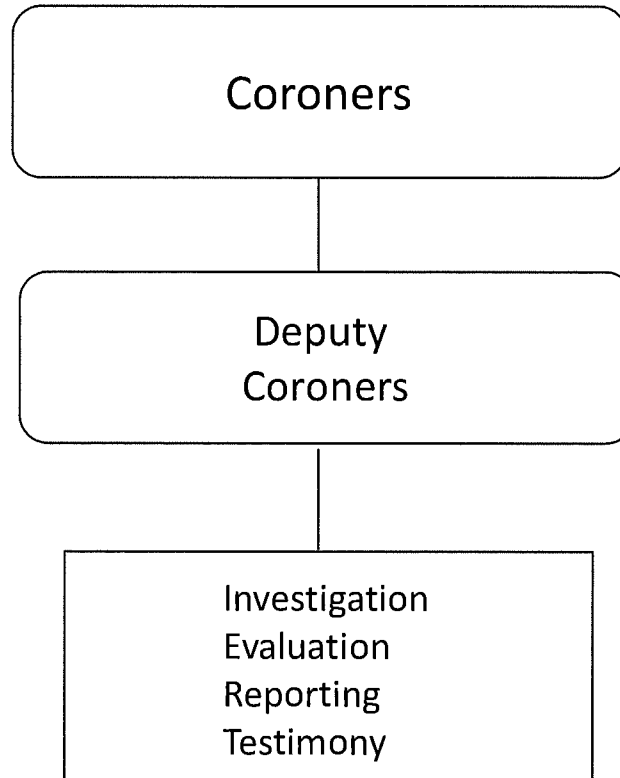 Coroners
Deputy
Coroners
Investigation
Evaluation
Reporting
Testimony